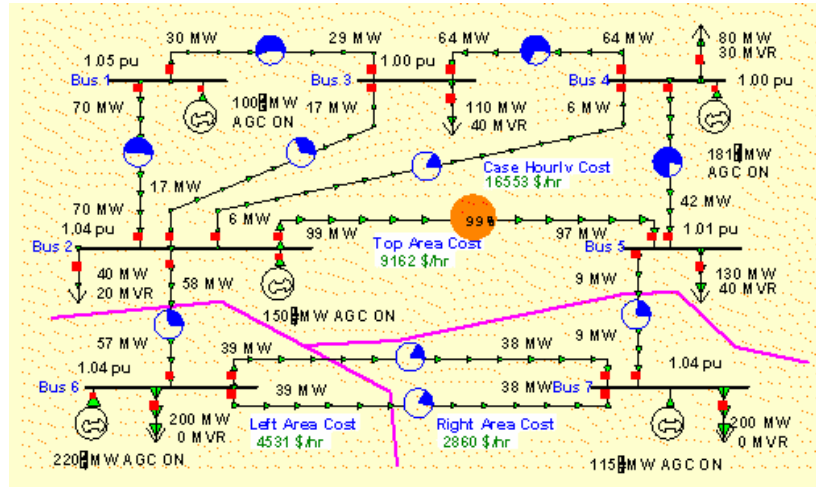 30 MW
29 MW
64 MW
64 MW
80 MW
30 MVR
1.05 pu
1.00 pu
Bus 1
Bus 3
Bus 4
1.00 pu
70 MW
100 MW
AGC ON
17 MW
110 MW
40 MVR
6 MW
181 MW
AGC ON
Case Hourly Cost
16553 $/hr
17 MW
70 MW
6 MW
42 MW
1.04 pu
99%
1.01 pu
Bus 2
99 MW
Top Area Cost
9162 $/hr
97 MW
Bus 5
40 MW
20 MVR
58 MW
9 MW
130 MW
40 MVR
150 MW AGC ON
57 MW
39 MW
38 MW
9 MW
1.04 pu
1.04 pu
Bus 6
39 MW
38 MW
Bus 7
200 MW
0 MVR
Left Area Cost
4531 $/hr
Right Area Cost
2860 $/hr
200 MW
0 MVR
220 MW AGC ON
115 MW AGC ON